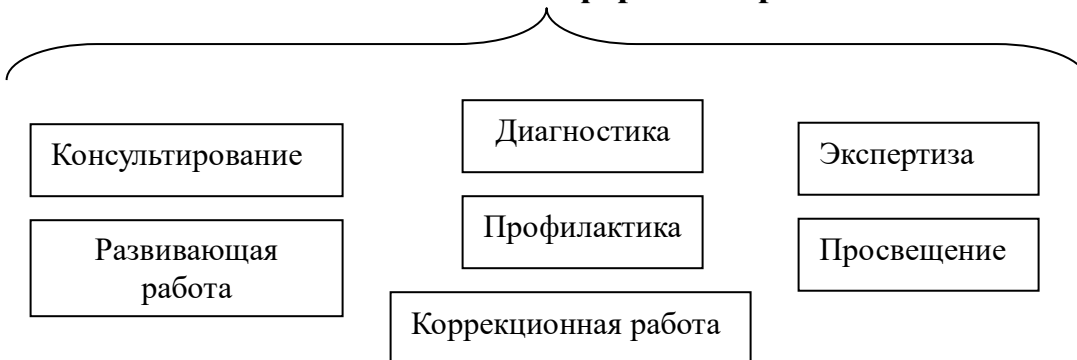 Консультирование
Развивающая
работа
Диагностика
Профилактика
Коррекционная работа
Экспертиза
Просвещение